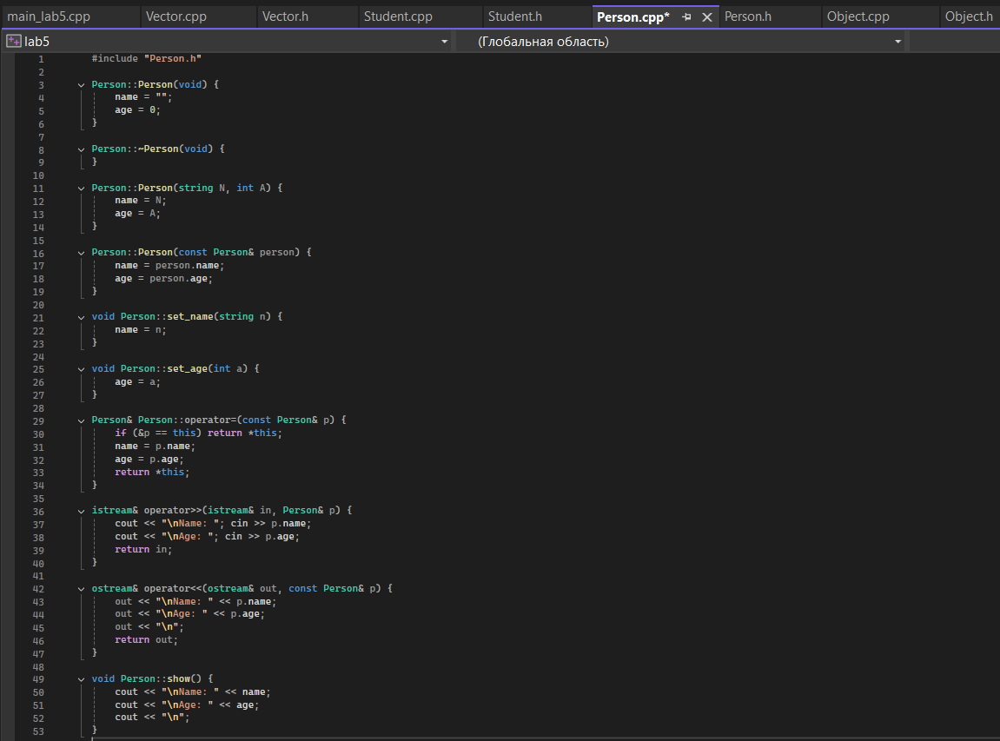 main_lab5.cpp Vector.cpp Vector.h Student.cpp Student.h Person.cpp* Person.h Object.cpp Object.h
lab5 (Глобальная область)
1 #include "Person.h"
2
3 Person::Person(void) {
4     name = "";
5     age = 0;
6 }
7
8 Person::~Person(void) {
9 }
10
11 Person::Person(string N, int A) {
12     name = N;
13     age = A;
14 }
15
16 Person::Person(const Person& person) {
17     name = person.name;
18     age = person.age;
19 }
20
21 void Person::set_name(string n) {
22     name = n;
23 }
24
25 void Person::set_age(int a) {
26     age = a;
27 }
28
29 Person& Person::operator=(const Person& p) {
30     if (&p == this) return *this;
31     name = p.name;
32     age = p.age;
33     return *this;
34 }
35
36 istream& operator>>(istream& in, Person& p) {
37     cout << "\nName: "; cin >> p.name;
38     cout << "\nAge: "; cin >> p.age;
39     return in;
40 }
41
42 ostream& operator<<(ostream& out, const Person& p) {
43     out << "\nName: " << p.name;
44     out << "\nAge: " << p.age;
45     out << "\n";
46     return out;
47 }
48
49 void Person::show() {
50     cout << "\nName: " << name;
51     cout << "\nAge: " << age;
52     cout << "\n";
53 }